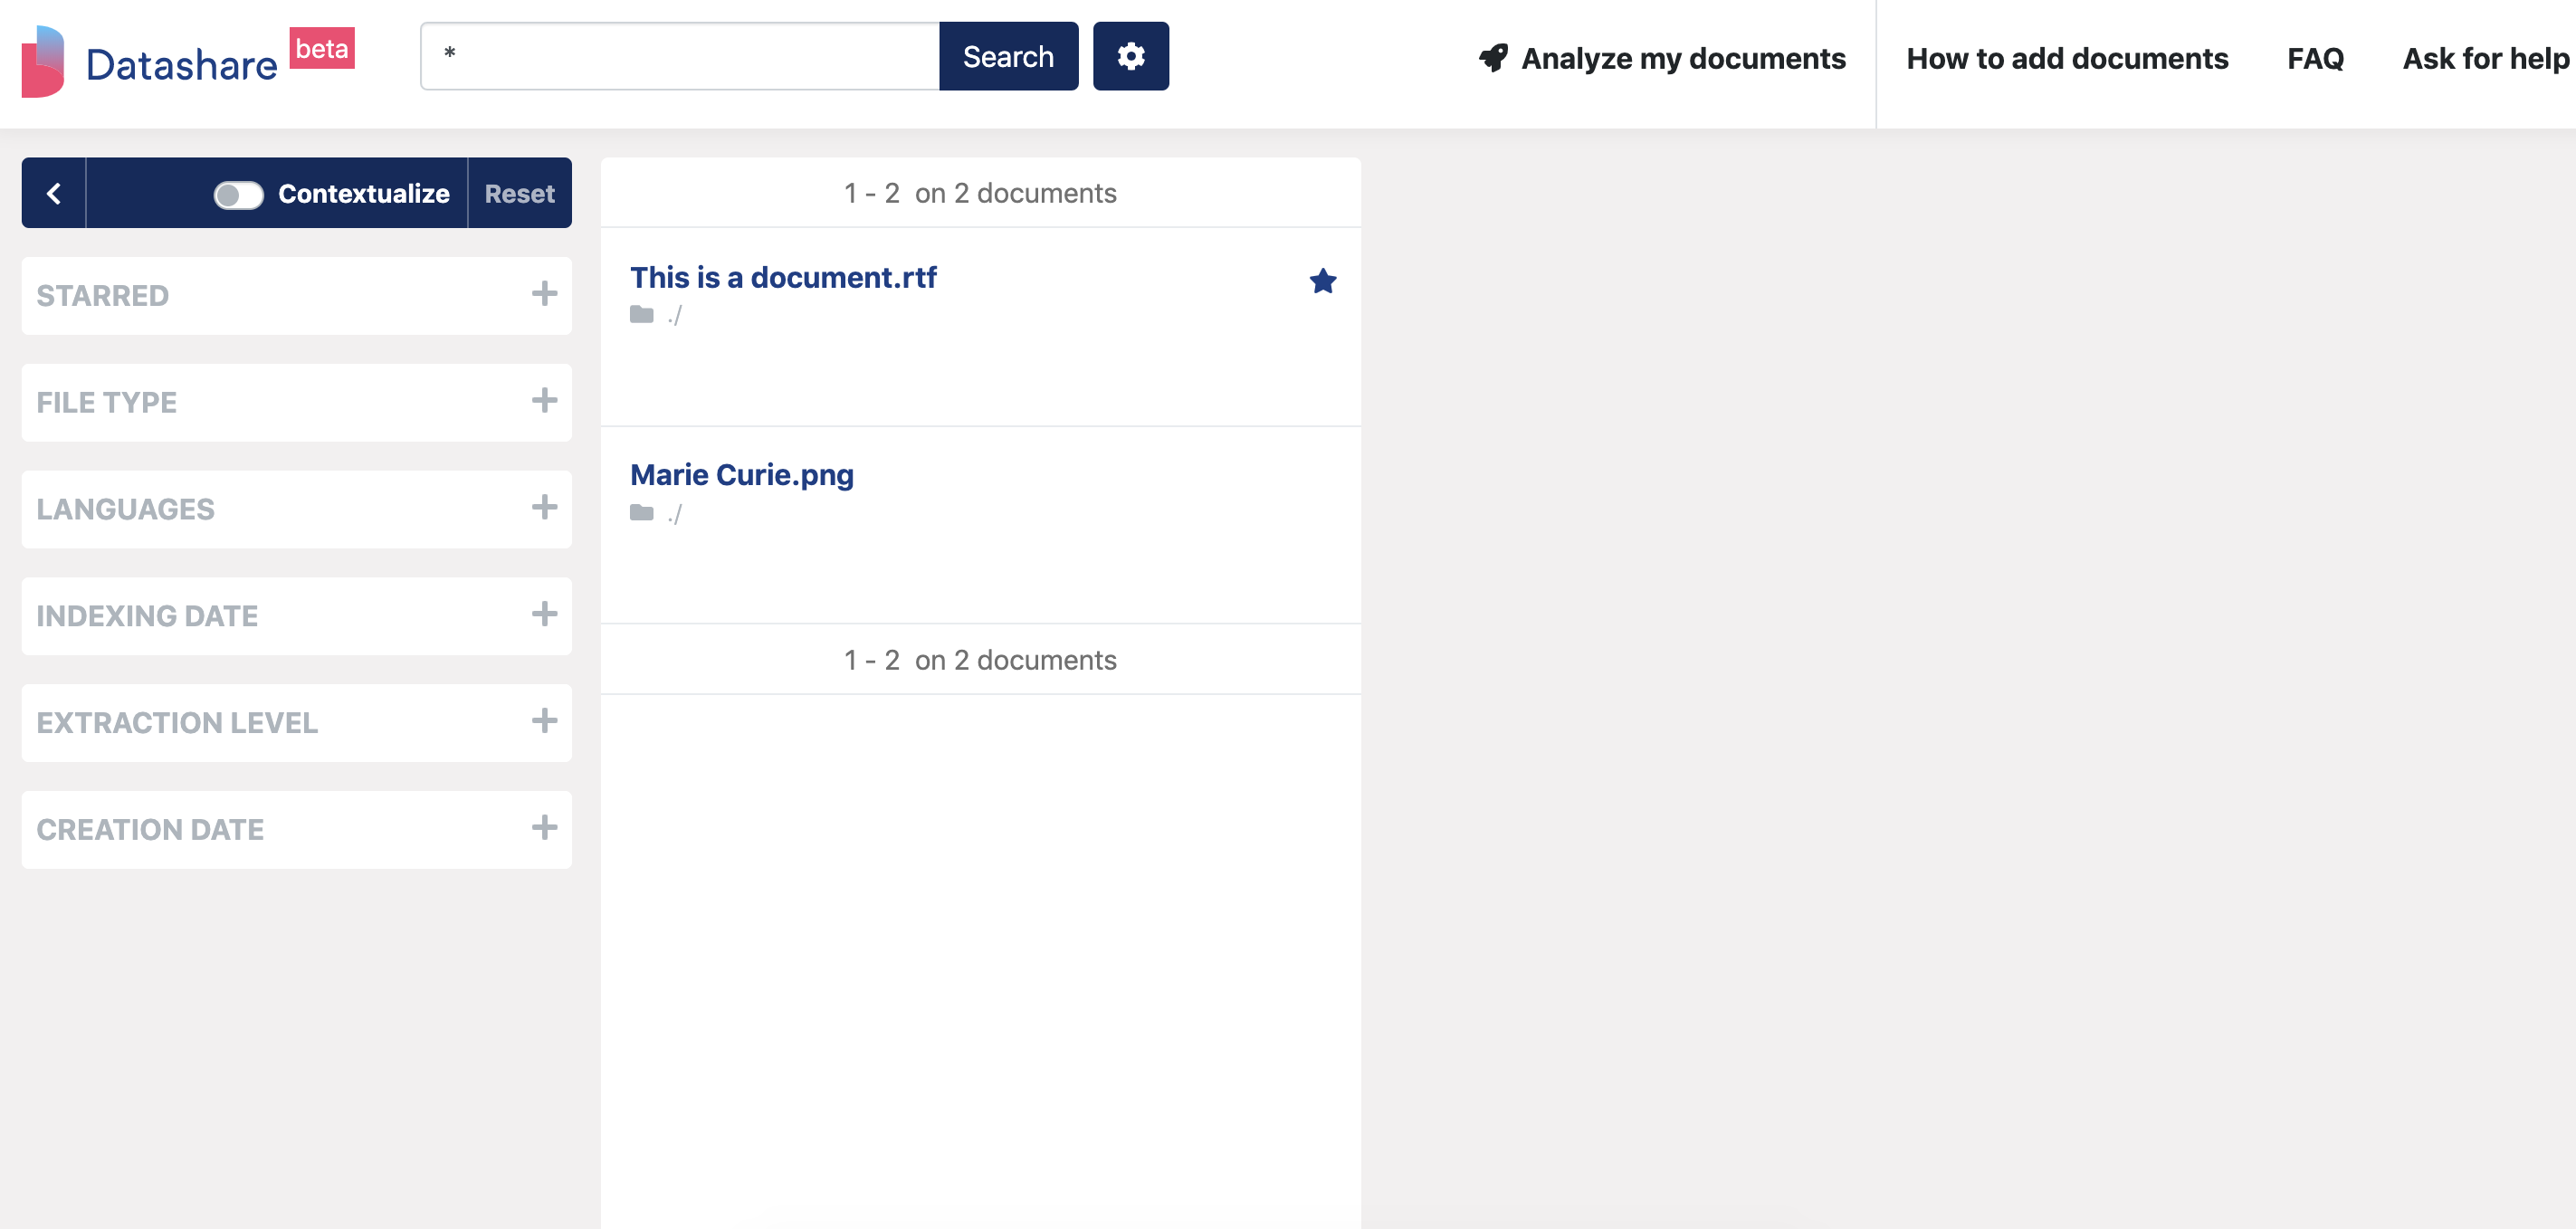 Datashare beta
* Search
Analyze my documents
How to add documents
FAQ
Ask for help
Contextualize Reset
STARRED
FILE TYPE
LANGUAGES
INDEXING DATE
EXTRACTION LEVEL
CREATION DATE
1 - 2 on 2 documents
This is a document.rtf
./
Marie Curie.png
./
1 - 2 on 2 documents